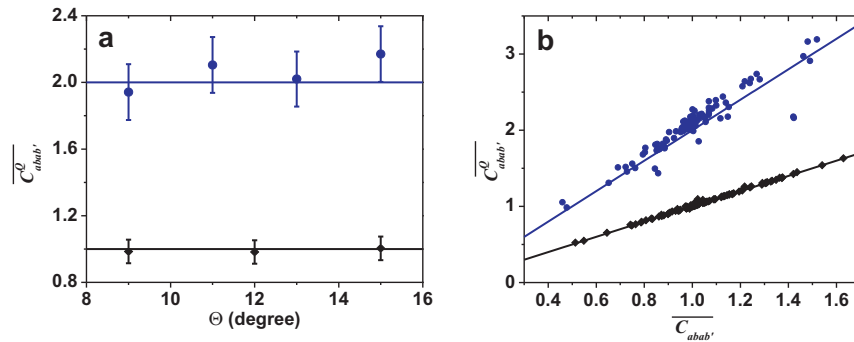 a
2.4
2.0
1.6
1.2
0.8
8 10 12 14 16
Θ (degree)
C^Q_{abab'}
b
3
2
1
0
0.4 0.6 0.8 1.0 1.2 1.4 1.6
C_{abab'}
C^Q_{abab'}